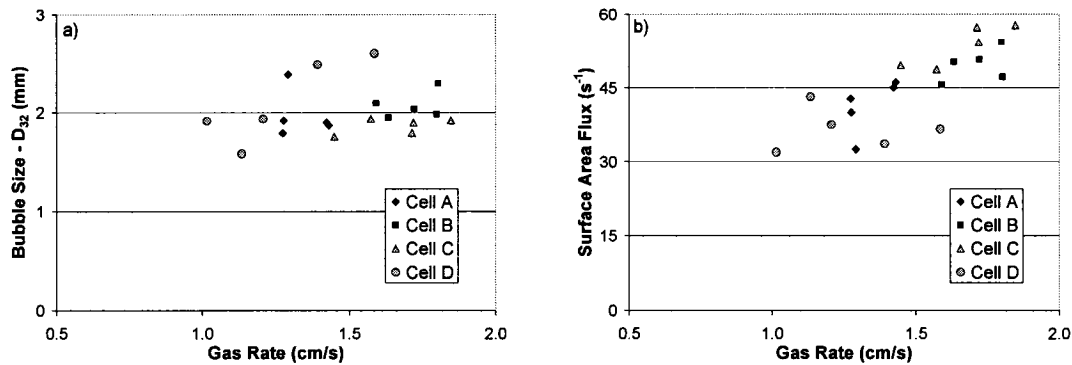 a)
Bubble Size - D32 (mm)
3
2
1
0
0.5 1.0 1.5 2.0
Gas Rate (cm/s)
Cell A
Cell B
Cell C
Cell D
b)
Surface Area Flux (s-1)
60
45
30
15
0
0.5 1.0 1.5 2.0
Gas Rate (cm/s)
Cell A
Cell B
Cell C
Cell D